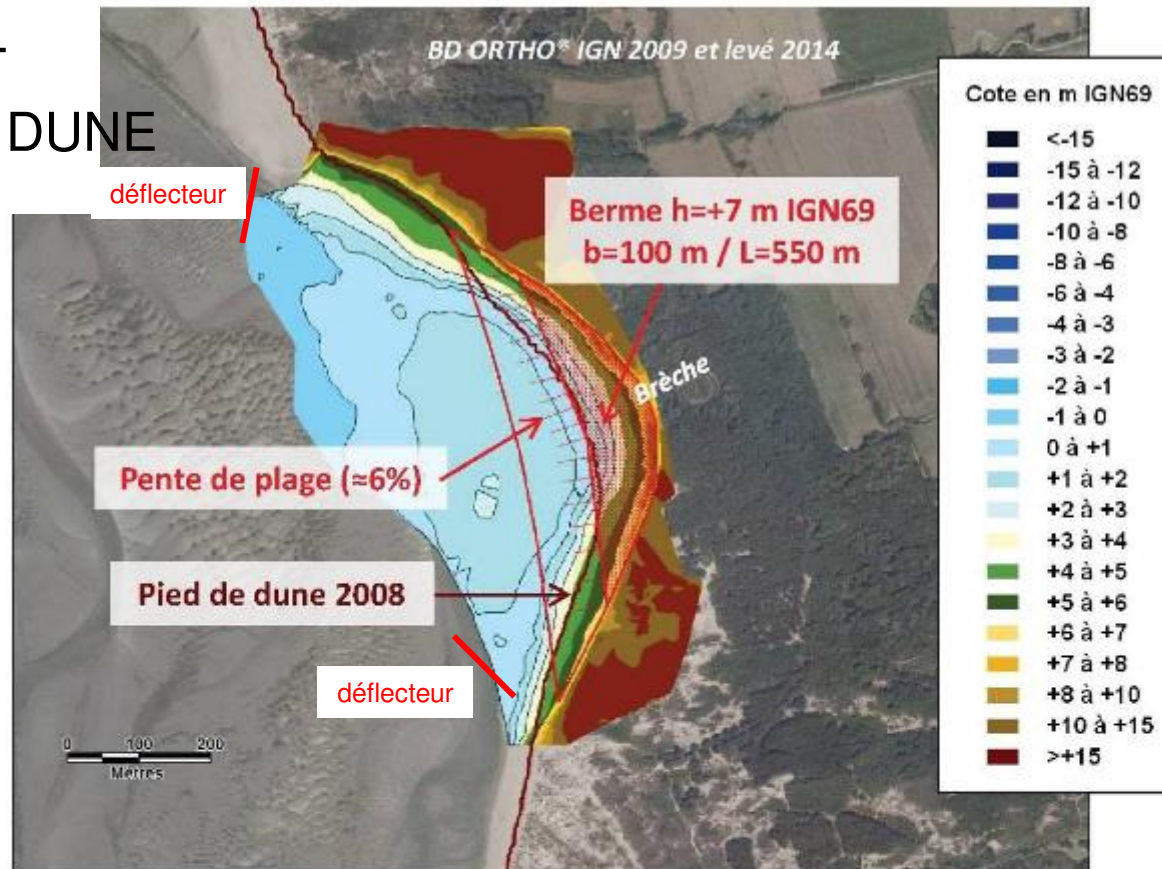 DUNE
BD ORTHO® IGN 2009 et levé 2014
déflecteur
Berme h=+7 m IGN69
b=100 m / L=550 m
Brèche
Pente de plage (≈6%)
Pied de dune 2008
déflecteur
0 100 200
Mètres
Cote en m IGN69
<-15
-15 à -12
-12 à -10
-10 à -8
-8 à -6
-6 à -4
-4 à -3
-3 à -2
-2 à -1
-1 à 0
0 à +1
+1 à +2
+2 à +3
+3 à +4
+4 à +5
+5 à +6
+6 à +7
+7 à +8
+8 à +10
+10 à +15
>+15